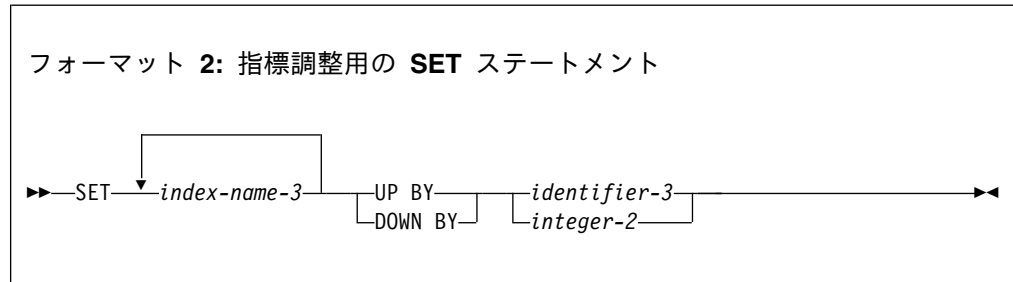 フォーマット 2: 指標調整用の SET ステートメント
SET index-name-3 UP BY identifier-3
DOWN BY integer-2